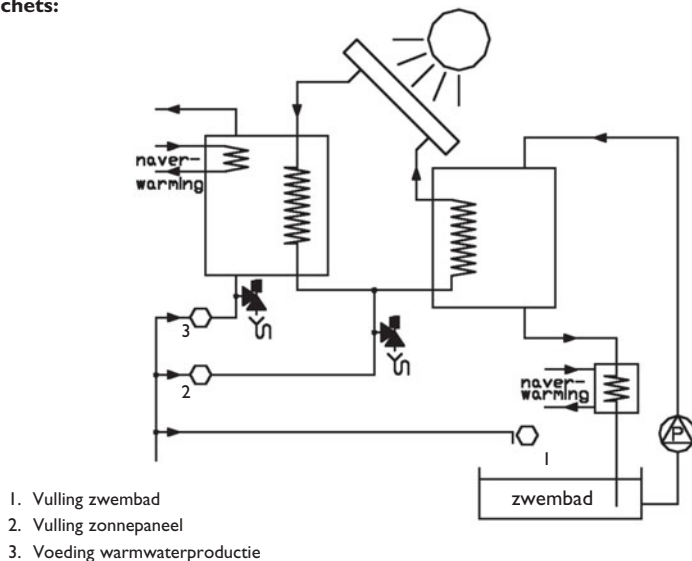 chets:
naver-
warming
3
2
naver-
warming
P
1
zwembad
1. Vulling zwembad
2. Vulling zonnepaneel
3. Voeding warmwaterproductie